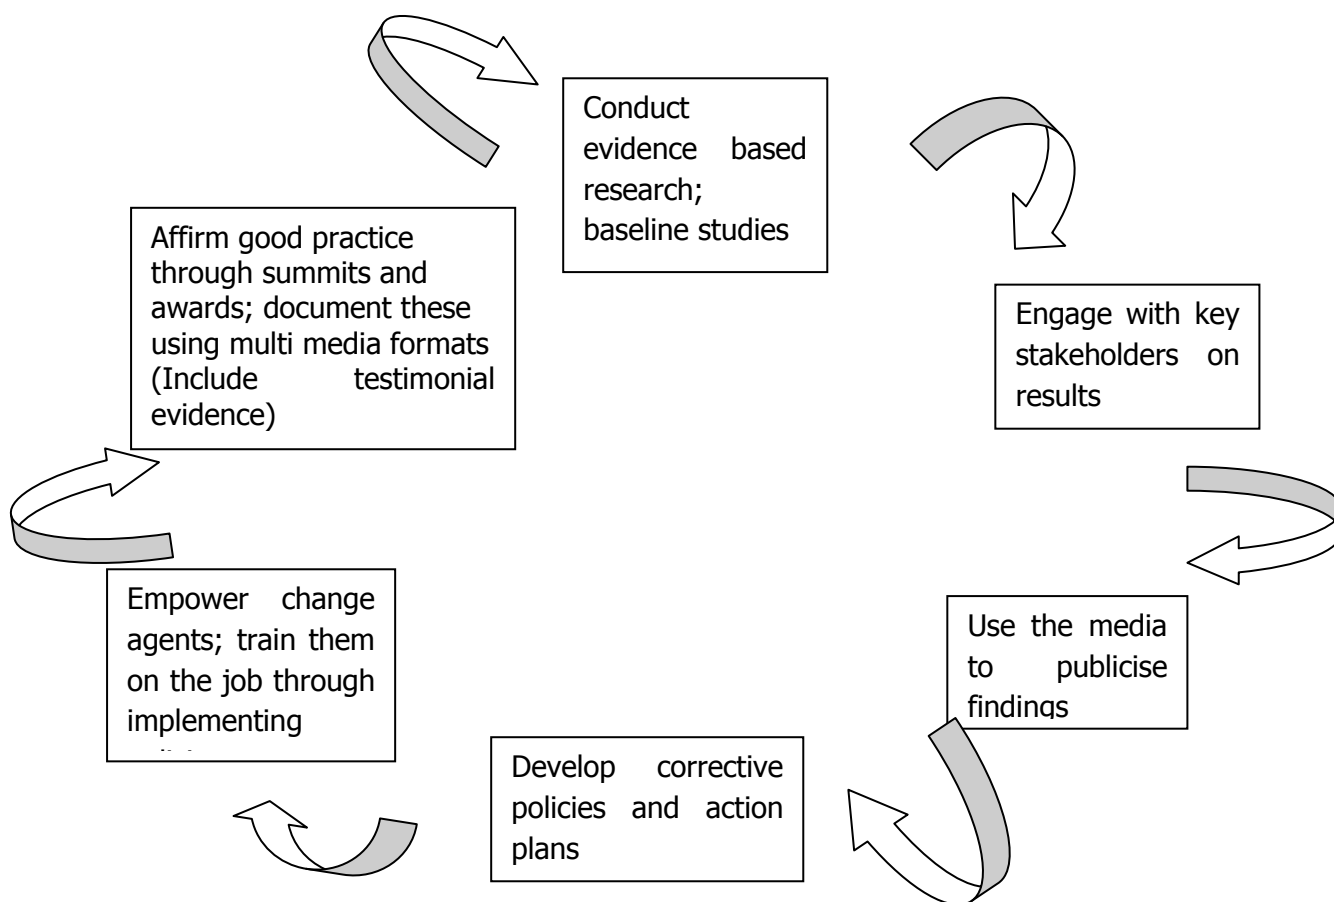 Conduct
evidence based
research;
baseline studies
Engage with key
stakeholders on
results
Use the media
to publicise
findings
Develop corrective
policies and action
plans
Empower change
agents; train them
on the job through
implementing
Affirm good practice
through summits and
awards; document these
using multi media formats
(Include testimonial
evidence)